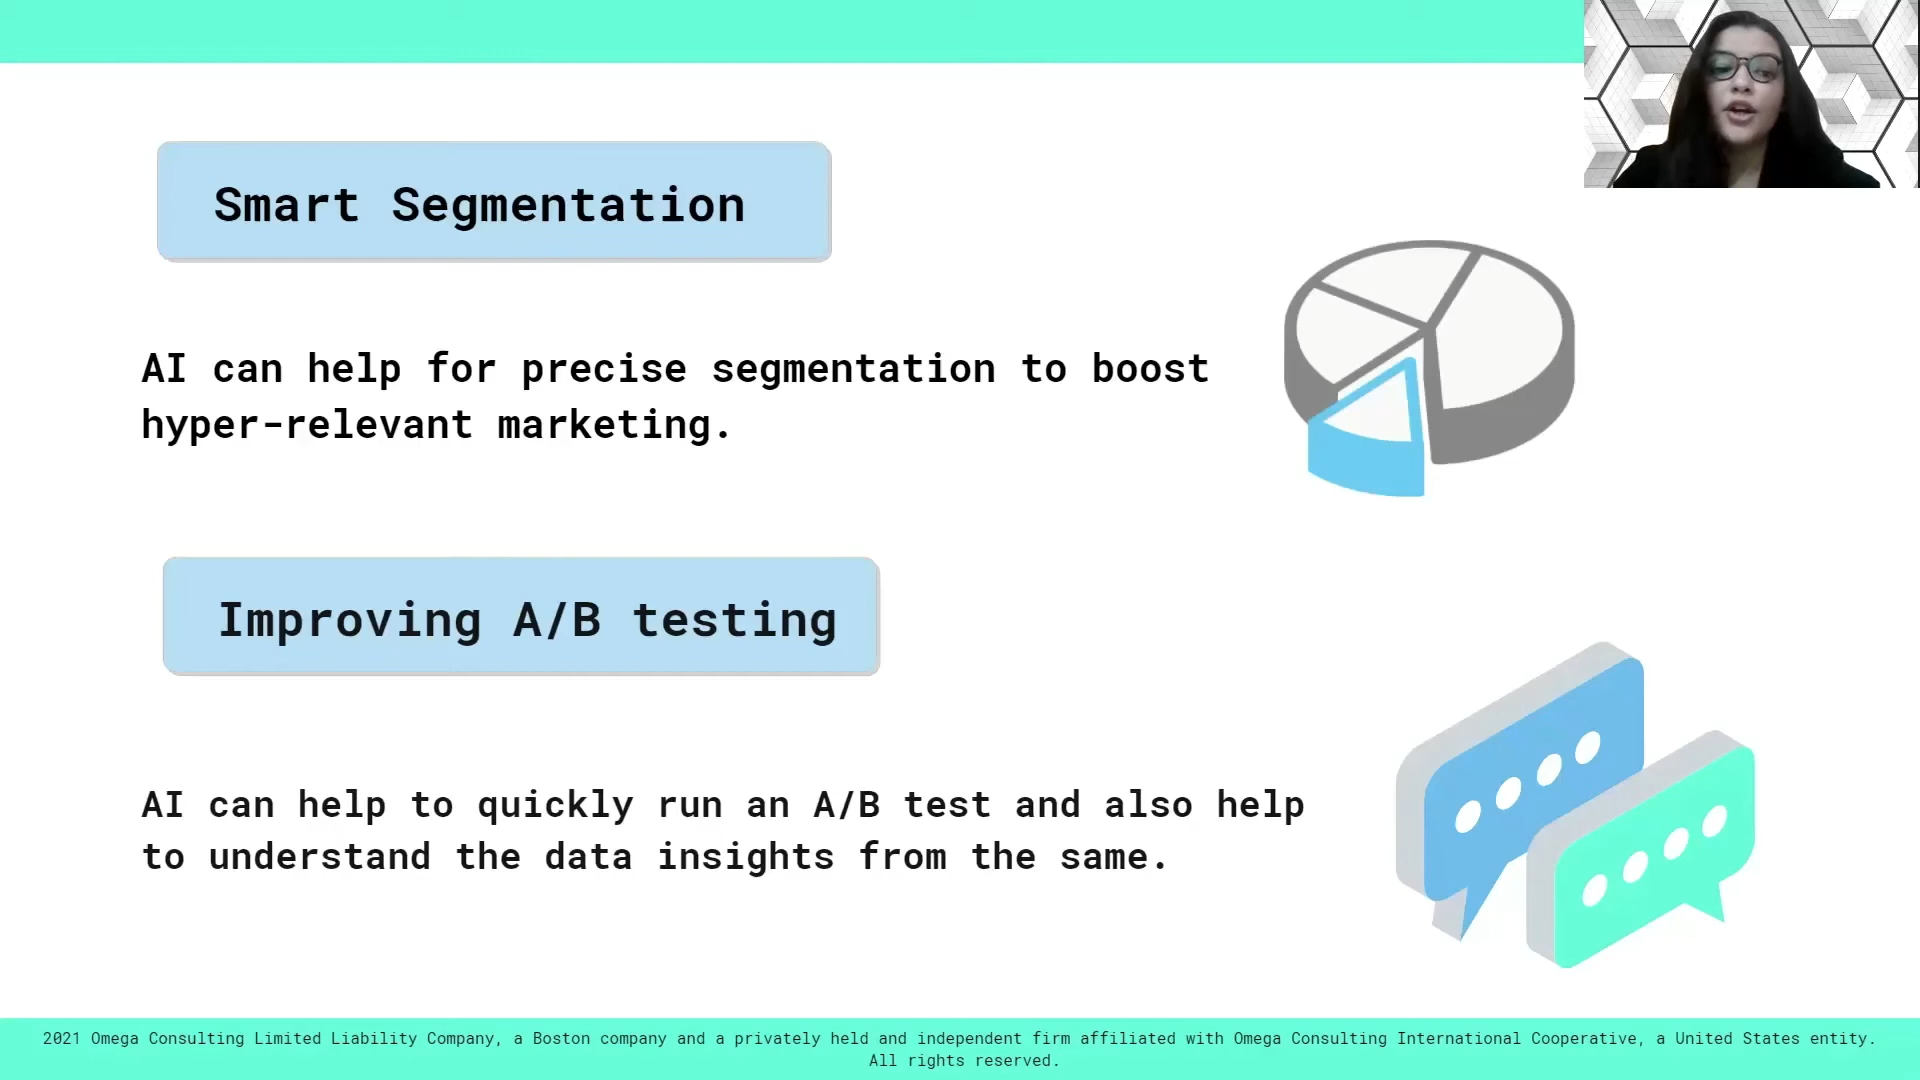 Smart Segmentation
AI can help for precise segmentation to boost
hyper-relevant marketing.
Improving A/B testing
AI can help to quickly run an A/B test and also help
to understand the data insights from the same.
2021 Omega Consulting Limited Liability Company, a Boston company and a privately held and independent firm affiliated with Omega Consulting International Cooperative, a United States entity.
All rights reserved.